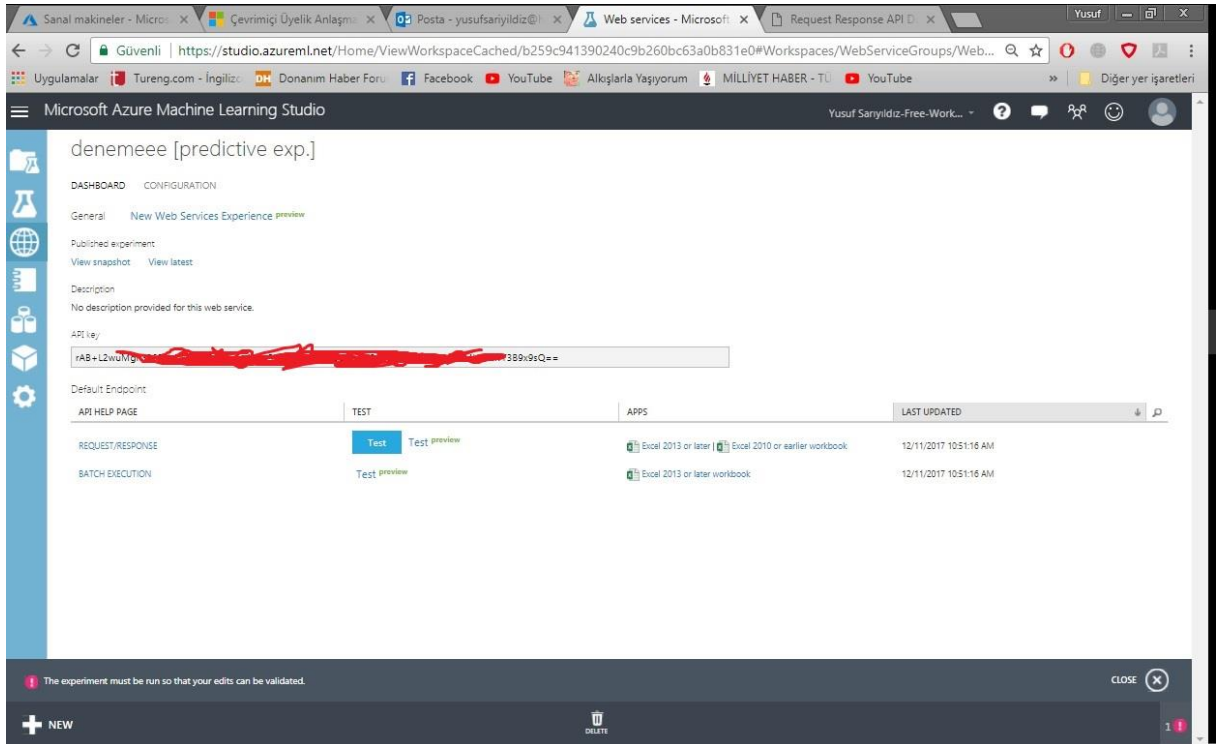 Sanal makineler - Micros
Çevrimiçi Üyelik Anlaşm
Posta - yusufsariyildiz@
Web services - Microsoft
Request Response API D
Yusuf
Güvenli | https://studio.azureml.net/Home/ViewWorkspaceCached/b259c941390240c9b260bc63a0b831e0#Workspaces/WebServiceGroups/Web...
Uygulamalar
Tureng.com - İngilizc
Donanım Haber Foru
Facebook
YouTube
Alkışlarla Yaşıyorum
MİLLİYET HABER - TÜ
YouTube
»
Diğer yer işaretleri
Microsoft Azure Machine Learning Studio
Yusuf Sarıyıldız-Free-Work...
denemeee [predictive exp.]
DASHBOARD CONFIGURATION
General New Web Services Experience preview
Published experiment
View snapshot View latest
Description
No description provided for this web service.
API key
rAB+L2wuMg 3B9x9sQ==
Default Endpoint
API HELP PAGE TEST APPS LAST UPDATED
REQUEST/RESPONSE Test Test preview Excel 2013 or later | Excel 2010 or earlier workbook 12/11/2017 10:51:16 AM
BATCH EXECUTION Test preview Excel 2013 or later workbook 12/11/2017 10:51:16 AM
The experiment must be run so that your edits can be validated.
CLOSE
NEW
DELETE
1